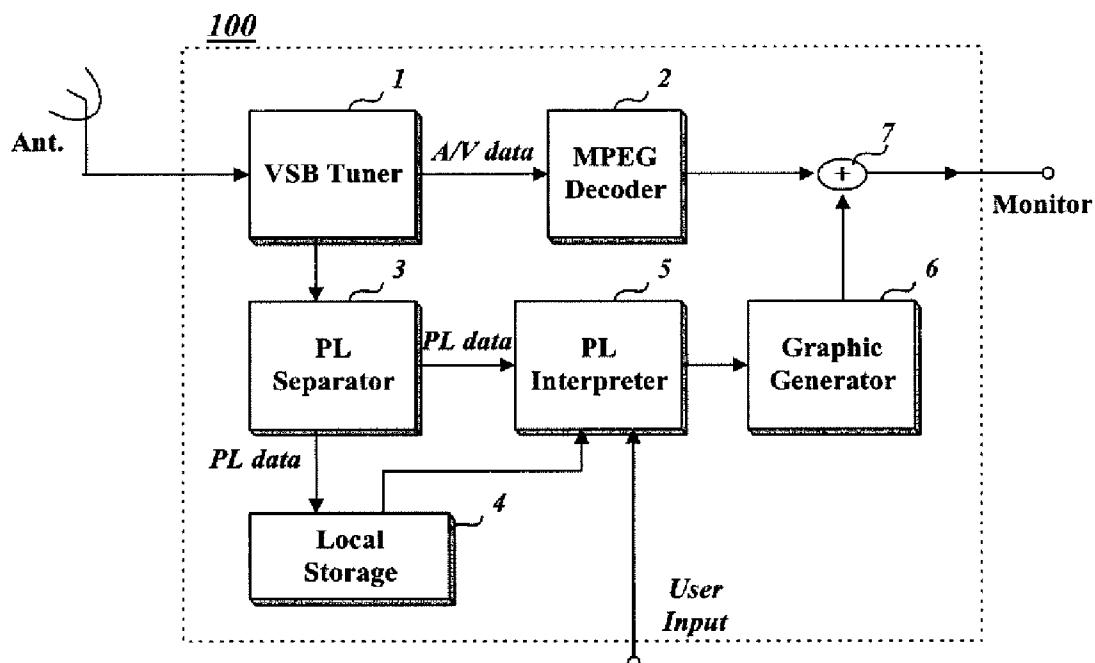 100
1
2
7
Ant.
VSB Tuner
A/V data
MPEG
Decoder
+
Monitor
3
5
6
PL
Separator
PL data
PL
Interpreter
Graphic
Generator
PL data
4
Local
Storage
User
Input